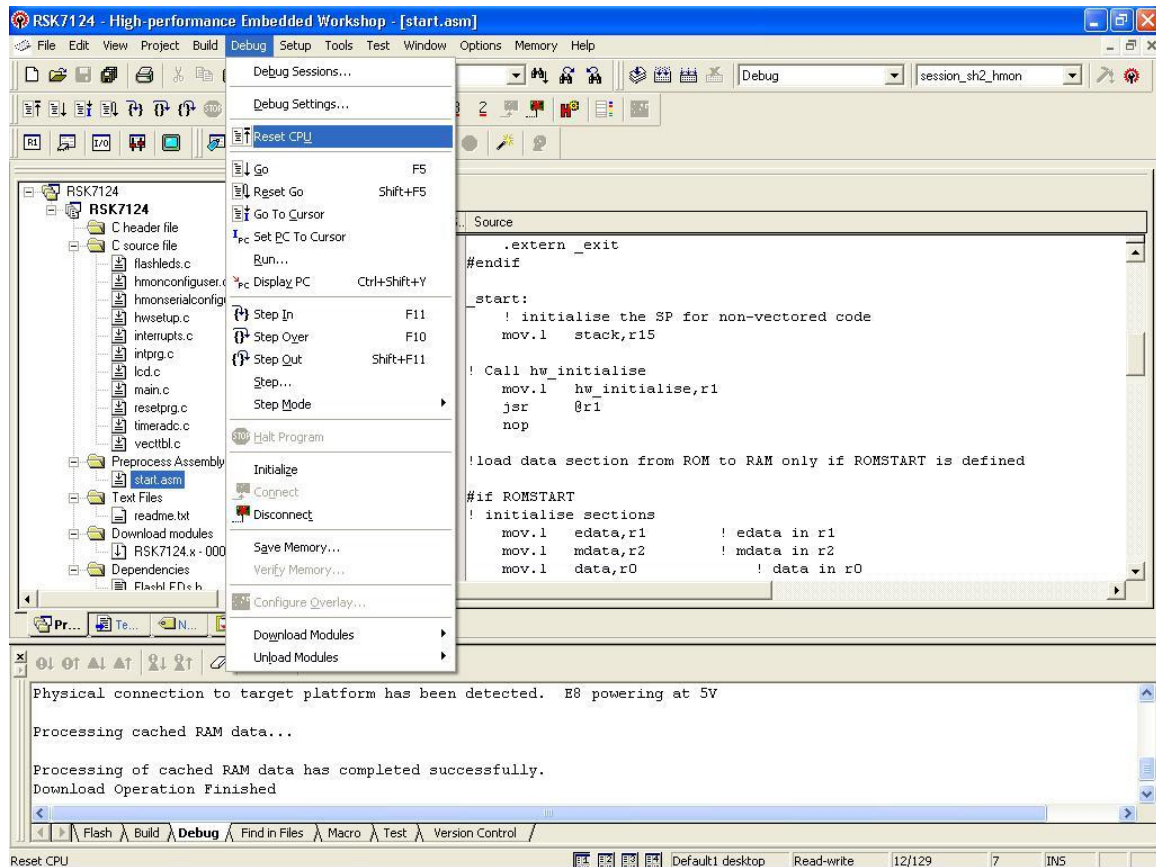 RSK7124 - High-performance Embedded Workshop - [start.asm]
File Edit View Project Build Debug Setup Tools Test Window Options Memory Help
Debug session_sh2_hmon
Debug Sessions...
Debug Settings...
Reset CPU
Go F5
Reset Go Shift+F5
Go To Cursor
Set PC To Cursor
Run...
Display PC Ctrl+Shift+Y
Step In F11
Step Over F10
Step Out Shift+F11
Step...
Step Mode
STOP Halt Program
Initialize
Connect
Disconnect
Save Memory...
Verify Memory...
Configure Overlay...
Download Modules
Unload Modules
RSK7124
RSK7124
C header file
C source file
flashleds.c
hmonconfiguser.c
hmonserialconfig
hwsetup.c
interrupts.c
intprg.c
lcd.c
main.c
resetprg.c
timeradc.c
vecttbl.c
Preprocess Assembly
start.asm
Text Files
readme.txt
Download modules
RSK7124.x - 000
Dependencies
FlashLEDs.h
Pr... Te... N...
Source
.extern _exit
#endif
_start:
! initialise the SP for non-vectored code
mov.l stack,r15
! Call hw_initialise
mov.l hw_initialise,r1
jsr @r1
nop
!load data section from ROM to RAM only if ROMSTART is defined
#if ROMSTART
! initialise sections
mov.l edata,r1 ! edata in r1
mov.l mdata,r2 ! mdata in r2
mov.l data,r0 ! data in r0
Physical connection to target platform has been detected. E8 powering at 5V
Processing cached RAM data...
Processing of cached RAM data has completed successfully.
Download Operation Finished
Flash Build Debug Find in Files Macro Test Version Control
Reset CPU Default1 desktop Read-write 12/129 7 INS